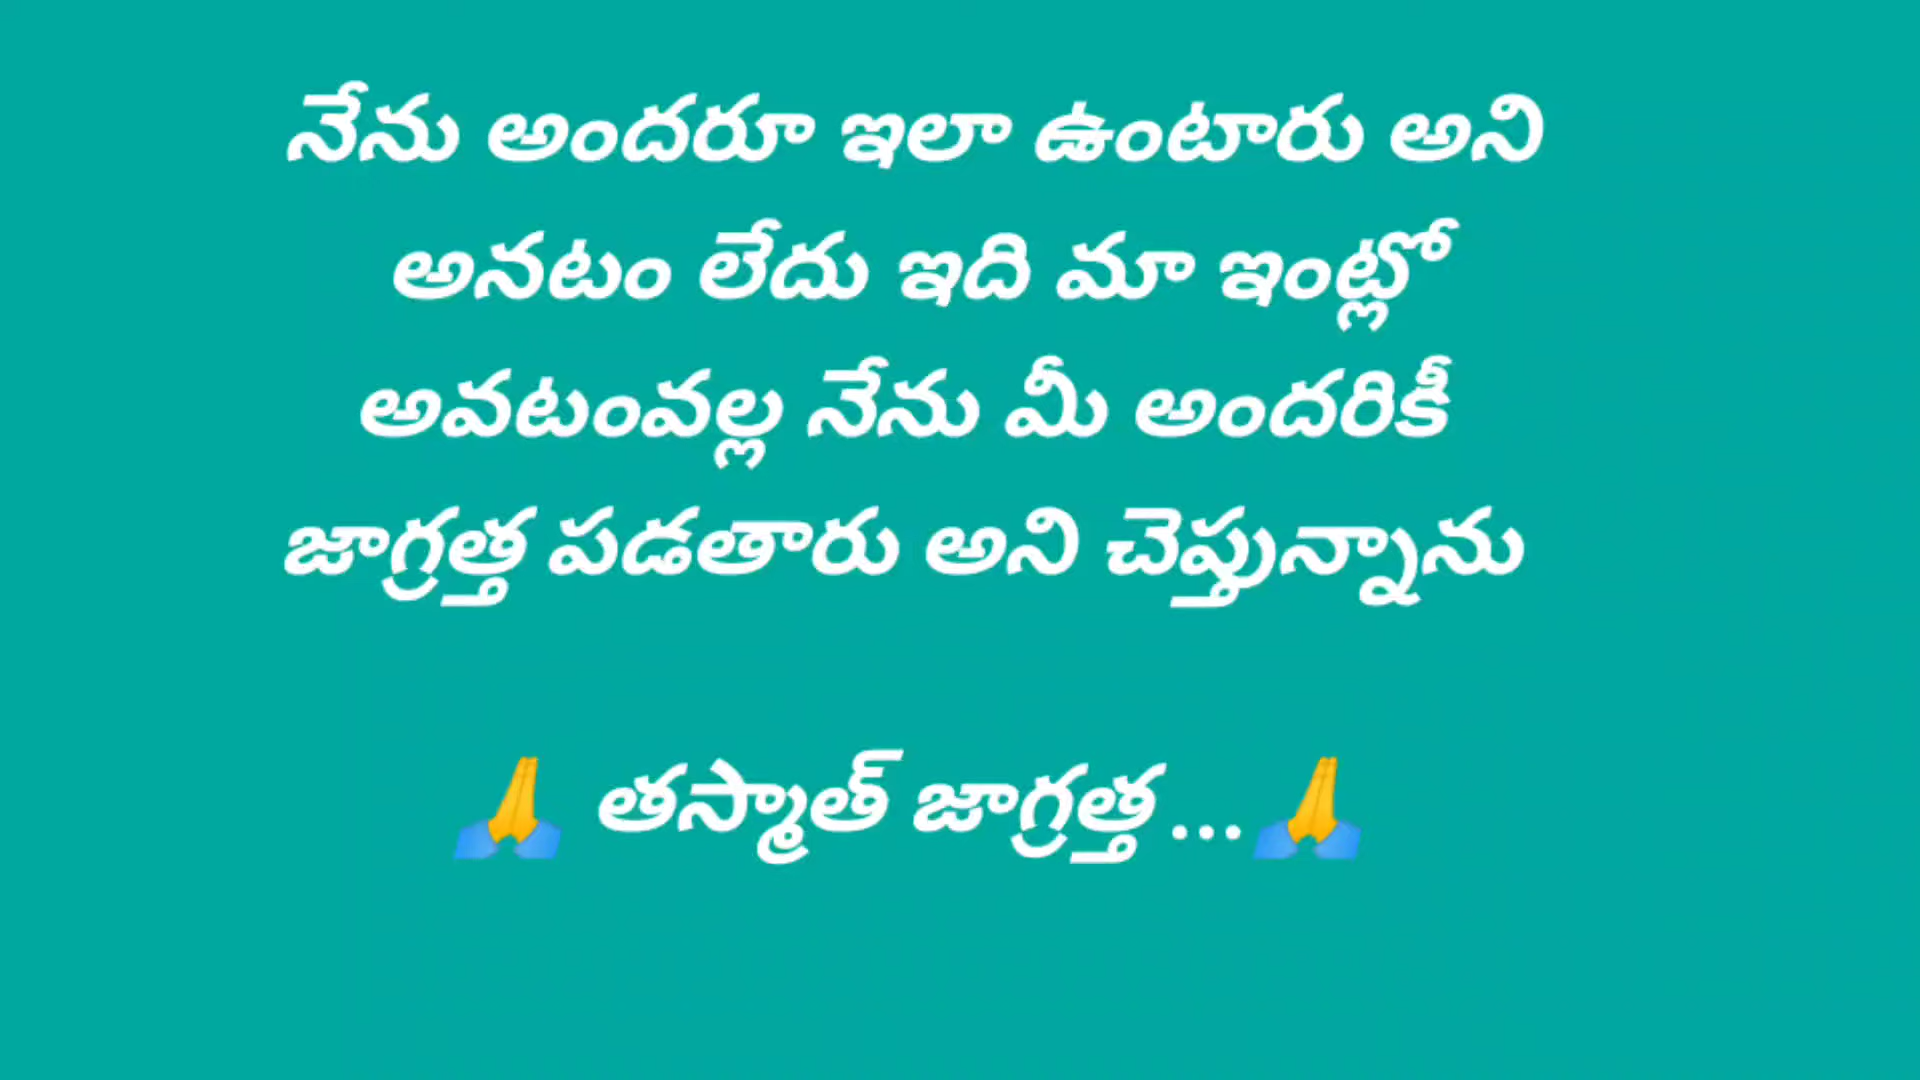 నేను అందరూ ఇలా ఉంటారు అని
అనటం లేదు ఇది మా ఇంట్లో
అవటంవల్ల నేను మీ అందరికీ
జాగ్రత్త పడతారు అని చెప్తున్నాను
🙏 తస్మాత్ జాగ్రత్త...🙏